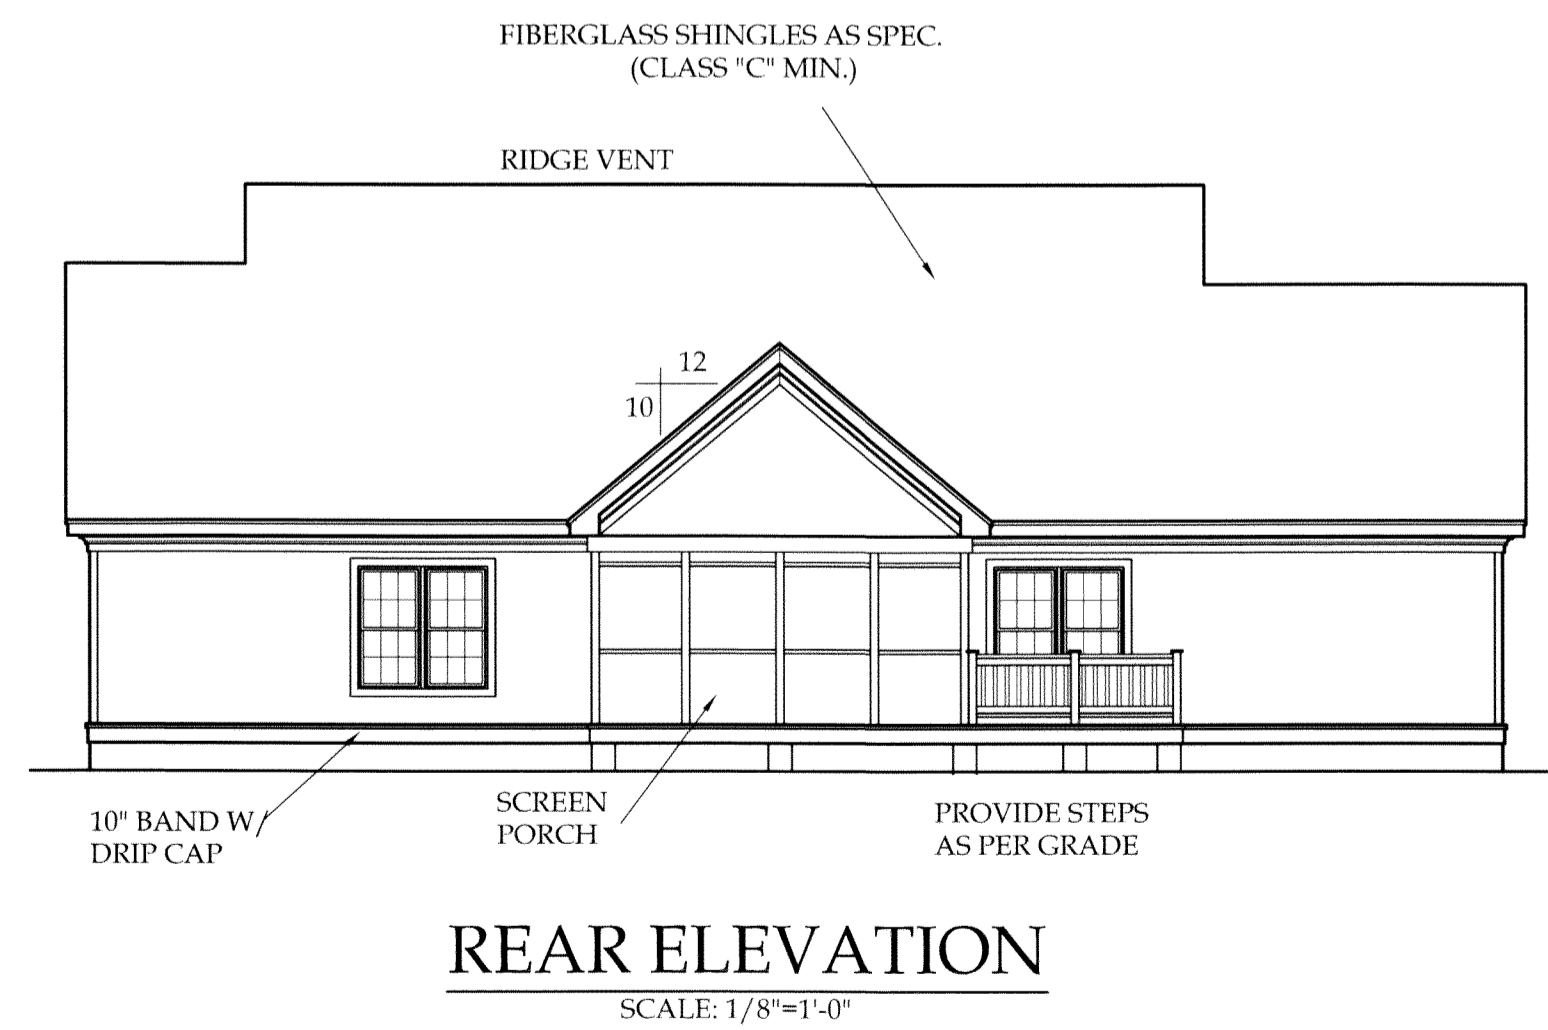 FIBERGLASS SHINGLES AS SPEC.
(CLASS "C" MIN.)
RIDGE VENT
12
10
10" BAND W/
DRIP CAP
SCREEN
PORCH
PROVIDE STEPS
AS PER GRADE
REAR ELEVATION
SCALE: 1/8"=1'-0"